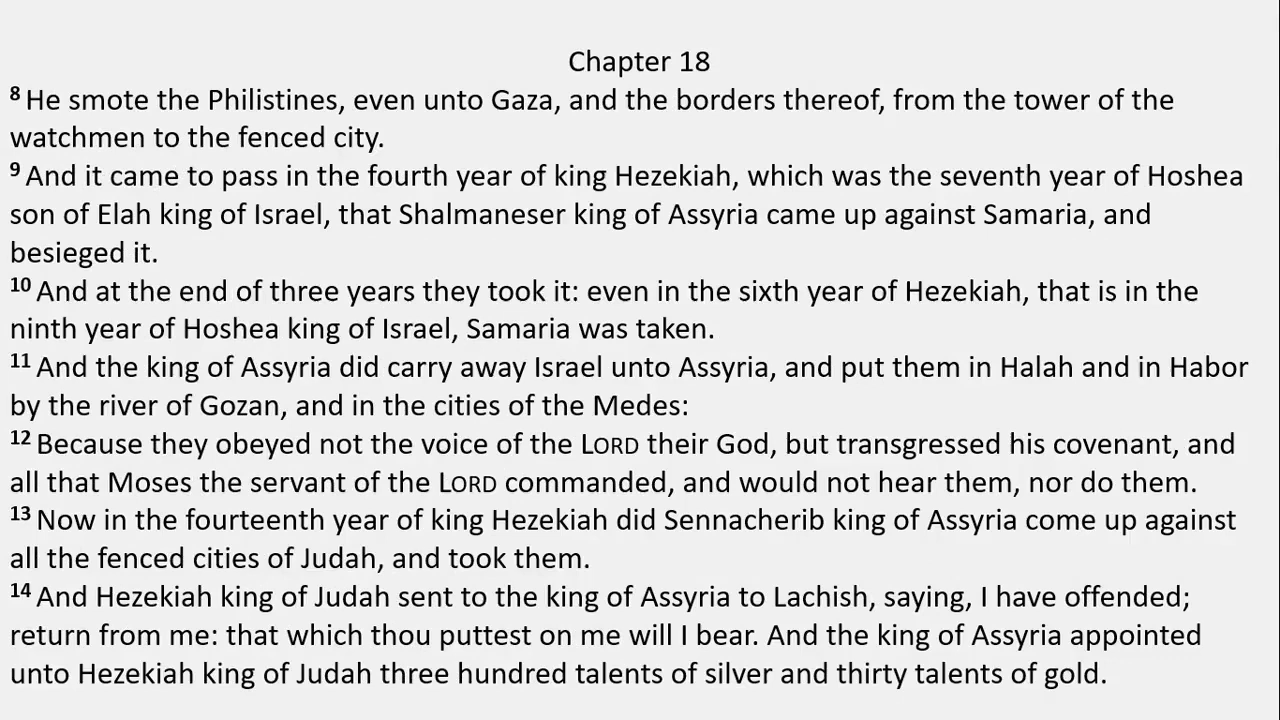 Chapter 18
8 He smote the Philistines, even unto Gaza, and the borders thereof, from the tower of the
watchmen to the fenced city.
9 And it came to pass in the fourth year of king Hezekiah, which was the seventh year of Hoshea
son of Elah king of Israel, that Shalmaneser king of Assyria came up against Samaria, and
besieged it.
10 And at the end of three years they took it: even in the sixth year of Hezekiah, that is in the
ninth year of Hoshea king of Israel, Samaria was taken.
11 And the king of Assyria did carry away Israel unto Assyria, and put them in Halah and in Habor
by the river of Gozan, and in the cities of the Medes:
12 Because they obeyed not the voice of the LORD their God, but transgressed his covenant, and
all that Moses the servant of the LORD commanded, and would not hear them, nor do them.
13 Now in the fourteenth year of king Hezekiah did Sennacherib king of Assyria come up against
all the fenced cities of Judah, and took them.
14 And Hezekiah king of Judah sent to the king of Assyria to Lachish, saying, I have offended;
return from me: that which thou puttest on me will I bear. And the king of Assyria appointed
unto Hezekiah king of Judah three hundred talents of silver and thirty talents of gold.